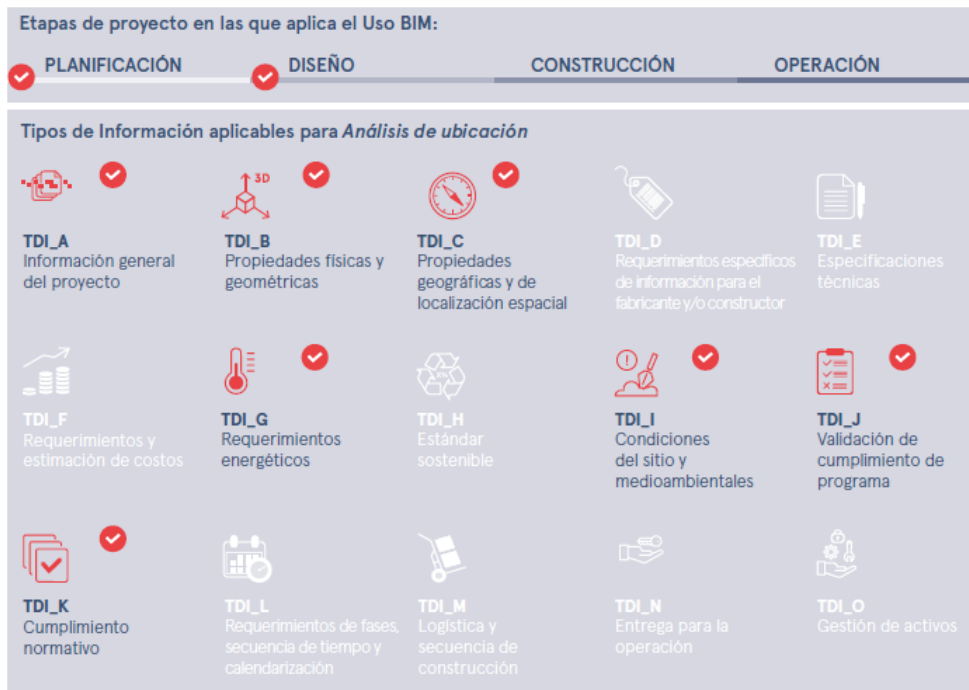 Etapas de proyecto en las que aplica el Uso BIM:
PLANIFICACIÓN DISEÑO CONSTRUCCIÓN OPERACIÓN
Tipos de Información aplicables para Análisis de ubicación
3D
TDI_A
Información general
del proyecto
TDI_B
Propiedades físicas y
geométricas
TDI_C
Propiedades
geográficas y de
localización espacial
TDI_D
Requerimientos específicos
de información para el
fabricante y/o constructor
TDI_E
Especificaciones
técnicas
TDI_F
Requerimientos y
estimación de costos
TDI_G
Requerimientos
energéticos
TDI_H
Estándar
sostenible
TDI_I
Condiciones
del sitio y
medioambientales
TDI_J
Validación de
cumplimiento de
programa
TDI_K
Cumplimiento
normativo
TDI_L
Requerimientos de fases,
secuencia de tiempo y
calendarización
TDI_M
Logística y
secuencia de
construcción
TDI_N
Entrega para la
operación
TDI_O
Gestión de activos